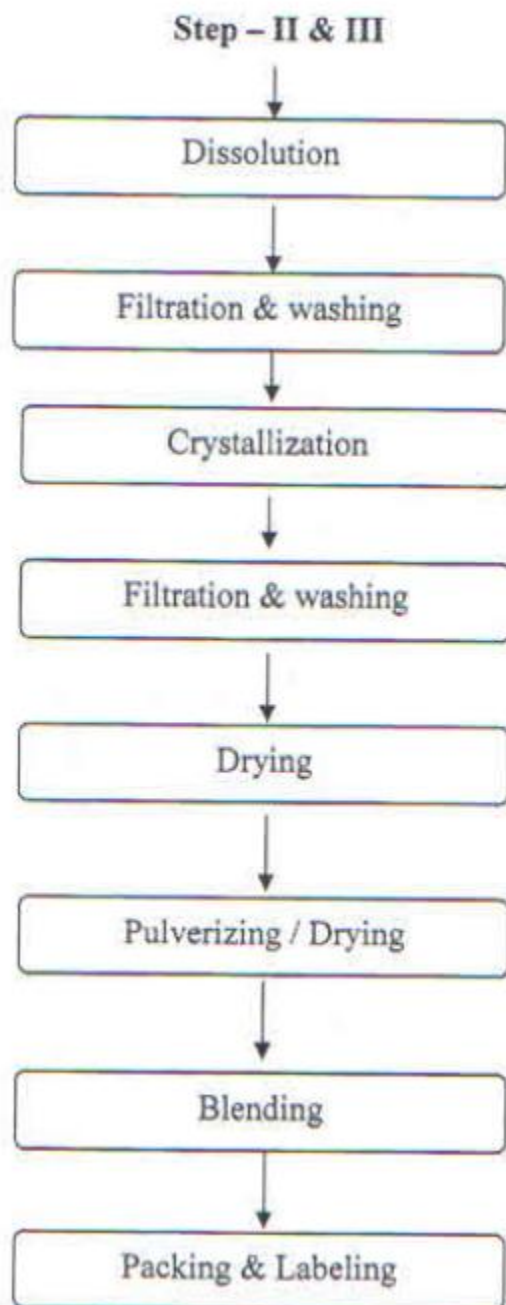 Step – II & III
Dissolution
Filtration & washing
Crystallization
Filtration & washing
Drying
Pulverizing / Drying
Blending
Packing & Labeling